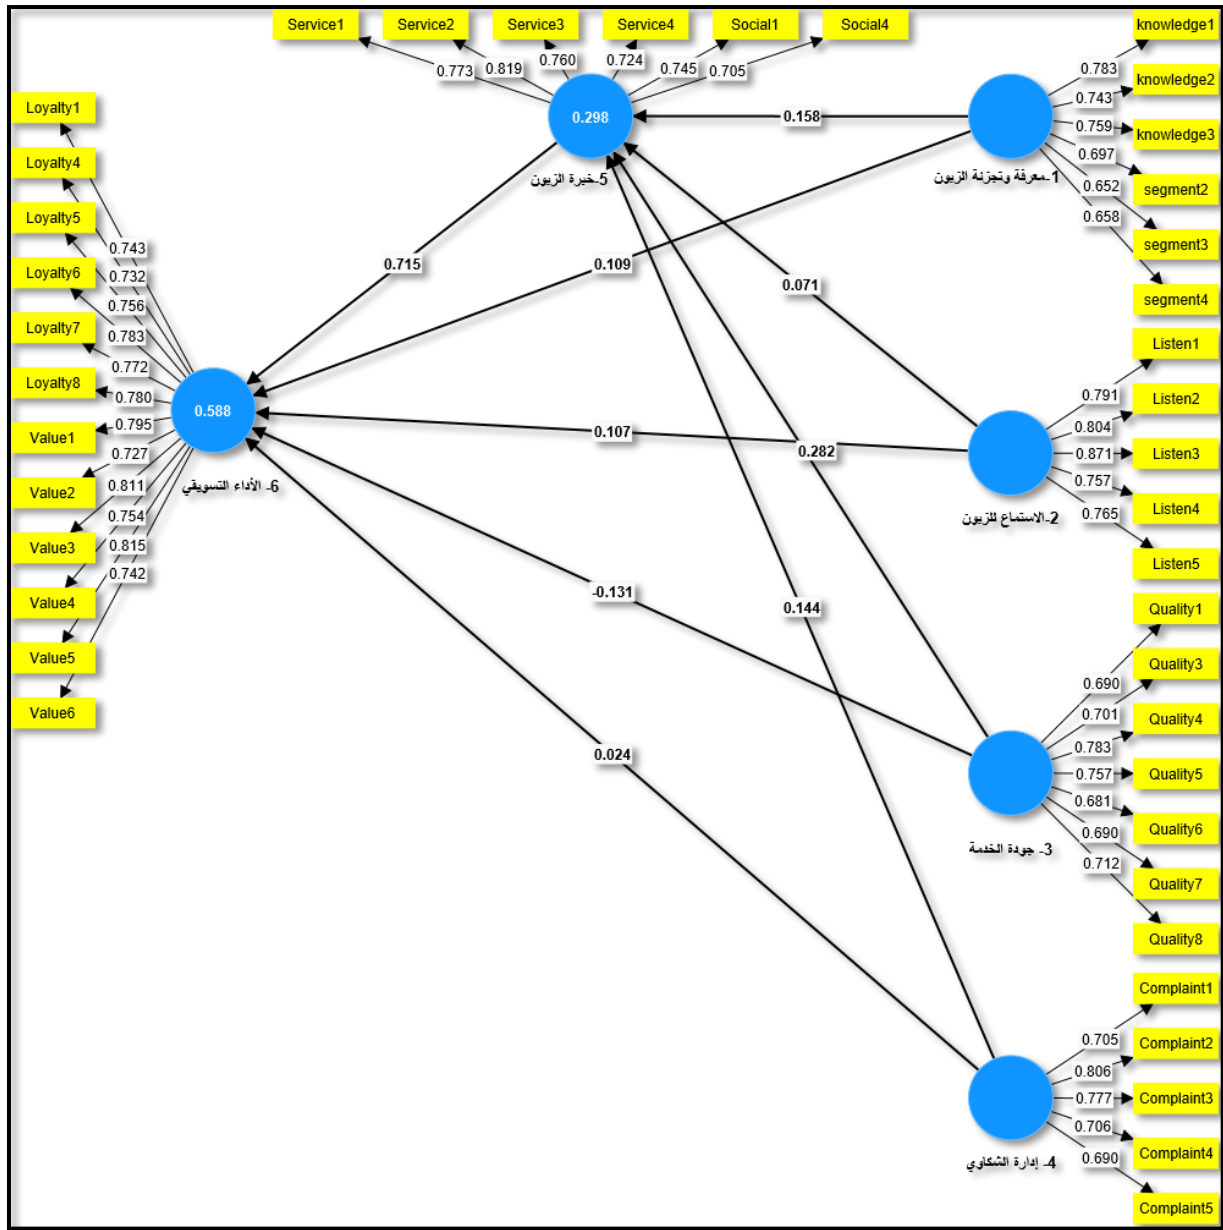 Service1
Service2
Service3
Service4
Social1
Social4
0.773
0.819
0.760
0.724
0.745
0.705
0.298
5-خبرة الزبون
knowledge1
knowledge2
knowledge3
segment2
segment3
segment4
0.783
0.743
0.759
0.697
0.652
0.658
1-معرفة وتجزئة الزبون
0.158
0.109
0.071
0.715
Loyalty1
Loyalty4
Loyalty5
Loyalty6
Loyalty7
Loyalty8
Value1
Value2
Value3
Value4
Value5
Value6
0.743
0.732
0.756
0.783
0.772
0.780
0.795
0.727
0.811
0.754
0.815
0.742
0.588
6- الأداء التسويقي
0.107
0.282
-0.131
0.144
0.024
Listen1
Listen2
Listen3
Listen4
Listen5
0.791
0.804
0.871
0.757
0.765
2-الاستماع للزبون
Quality1
Quality3
Quality4
Quality5
Quality6
Quality7
Quality8
0.690
0.701
0.783
0.757
0.681
0.690
0.712
3- جودة الخدمة
Complaint1
Complaint2
Complaint3
Complaint4
Complaint5
0.705
0.806
0.777
0.706
0.690
4- إدارة الشكاوي